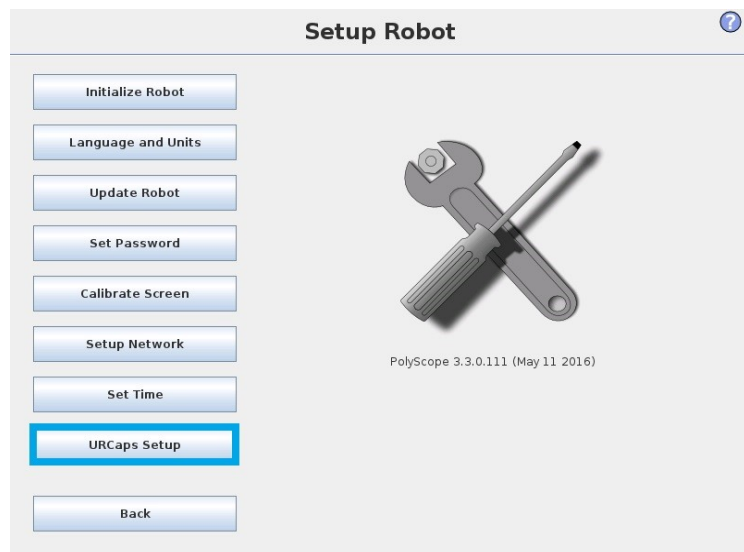 Setup Robot
?
Initialize Robot
Language and Units
Update Robot
Set Password
Calibrate Screen
Setup Network
Set Time
URCaps Setup
Back
PolyScope 3.3.0.111 (May 11 2016)